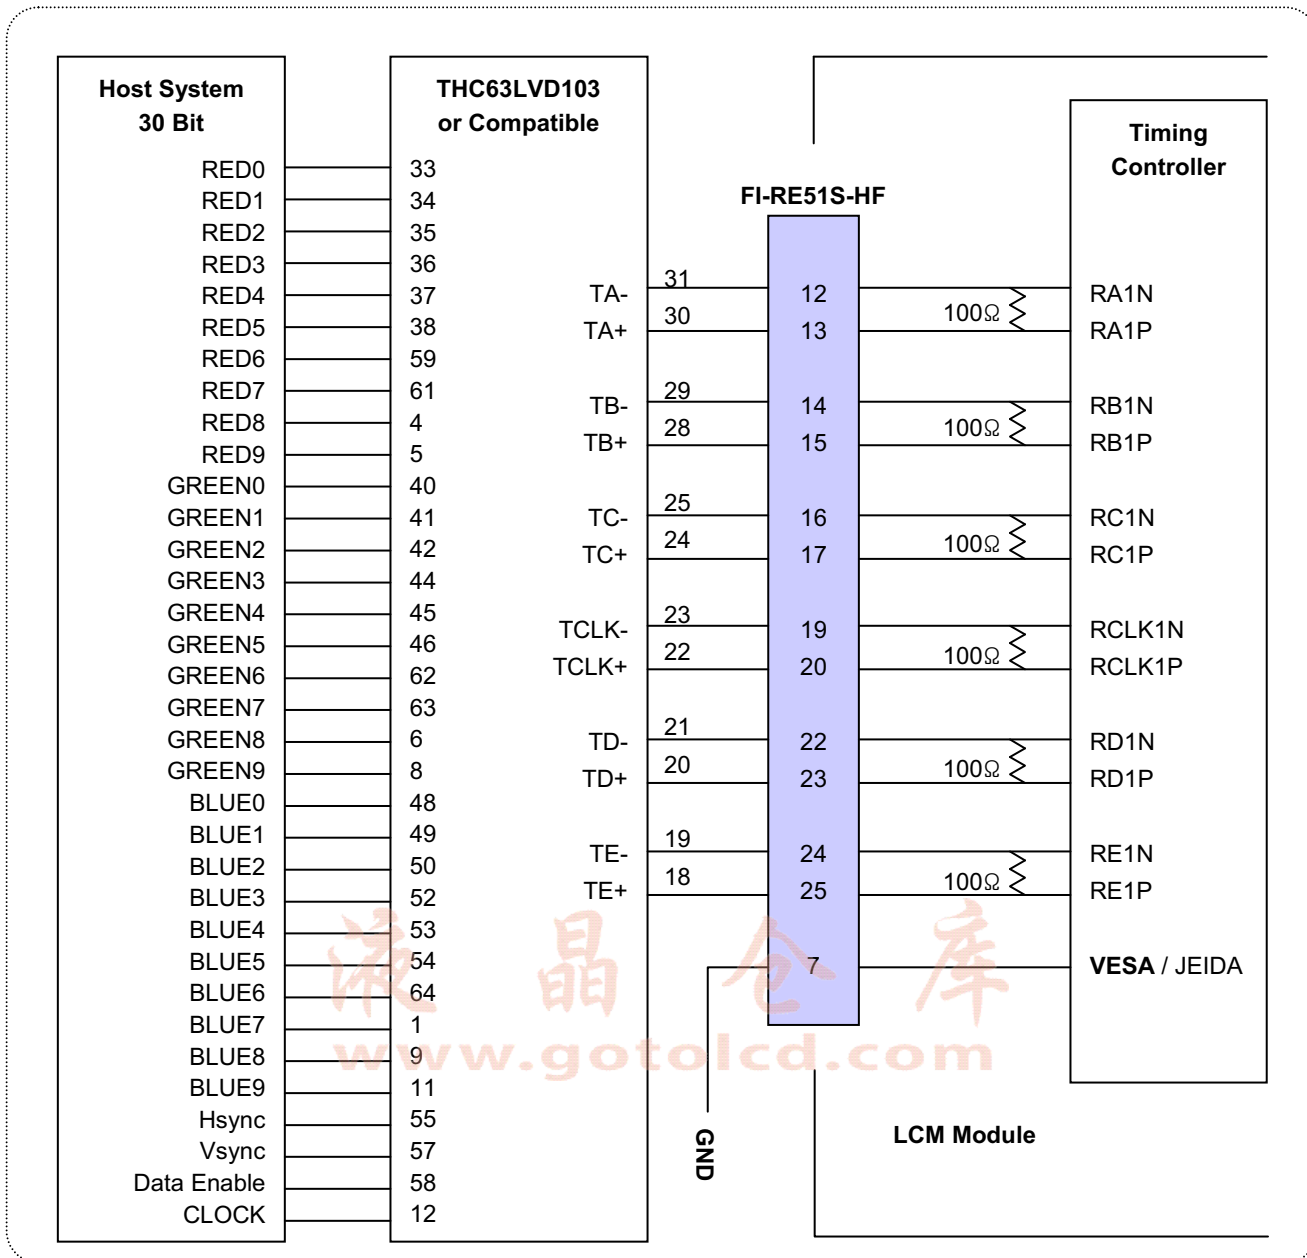 Host System
30 Bit
RED0
RED1
RED2
RED3
RED4
RED5
RED6
RED7
RED8
RED9
GREEN0
GREEN1
GREEN2
GREEN3
GREEN4
GREEN5
GREEN6
GREEN7
GREEN8
GREEN9
BLUE0
BLUE1
BLUE2
BLUE3
BLUE4
BLUE5
BLUE6
BLUE7
BLUE8
BLUE9
Hsync
Vsync
Data Enable
CLOCK
THC63LVD103
or Compatible
33
34
35
36
37
38
59
61
4
5
40
41
42
44
45
46
62
63
6
8
48
49
50
52
53
54
64
1
9
11
55
57
58
12
TA-
TA+
TB-
TB+
TC-
TC+
TCLK-
TCLK+
TD-
TD+
TE-
TE+
31
30
29
28
25
24
23
22
21
20
19
18
GND
FI-RE51S-HF
12
13
14
15
16
17
19
20
22
23
24
25
7
100Ω
100Ω
100Ω
100Ω
100Ω
100Ω
Timing
Controller
RA1N
RA1P
RB1N
RB1P
RC1N
RC1P
RCLK1N
RCLK1P
RD1N
RD1P
RE1N
RE1P
VESA / JEIDA
LCM Module
液晶仓库
www.gotolcd.com